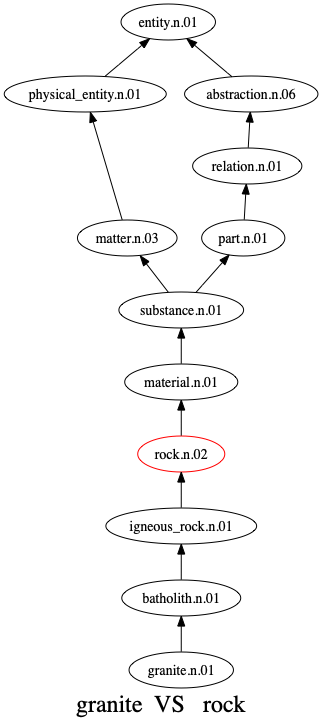 entity.n.01
physical_entity.n.01 abstraction.n.06
relation.n.01
matter.n.03 part.n.01
substance.n.01
material.n.01
rock.n.02
igneous_rock.n.01
batholith.n.01
granite.n.01
granite VS rock